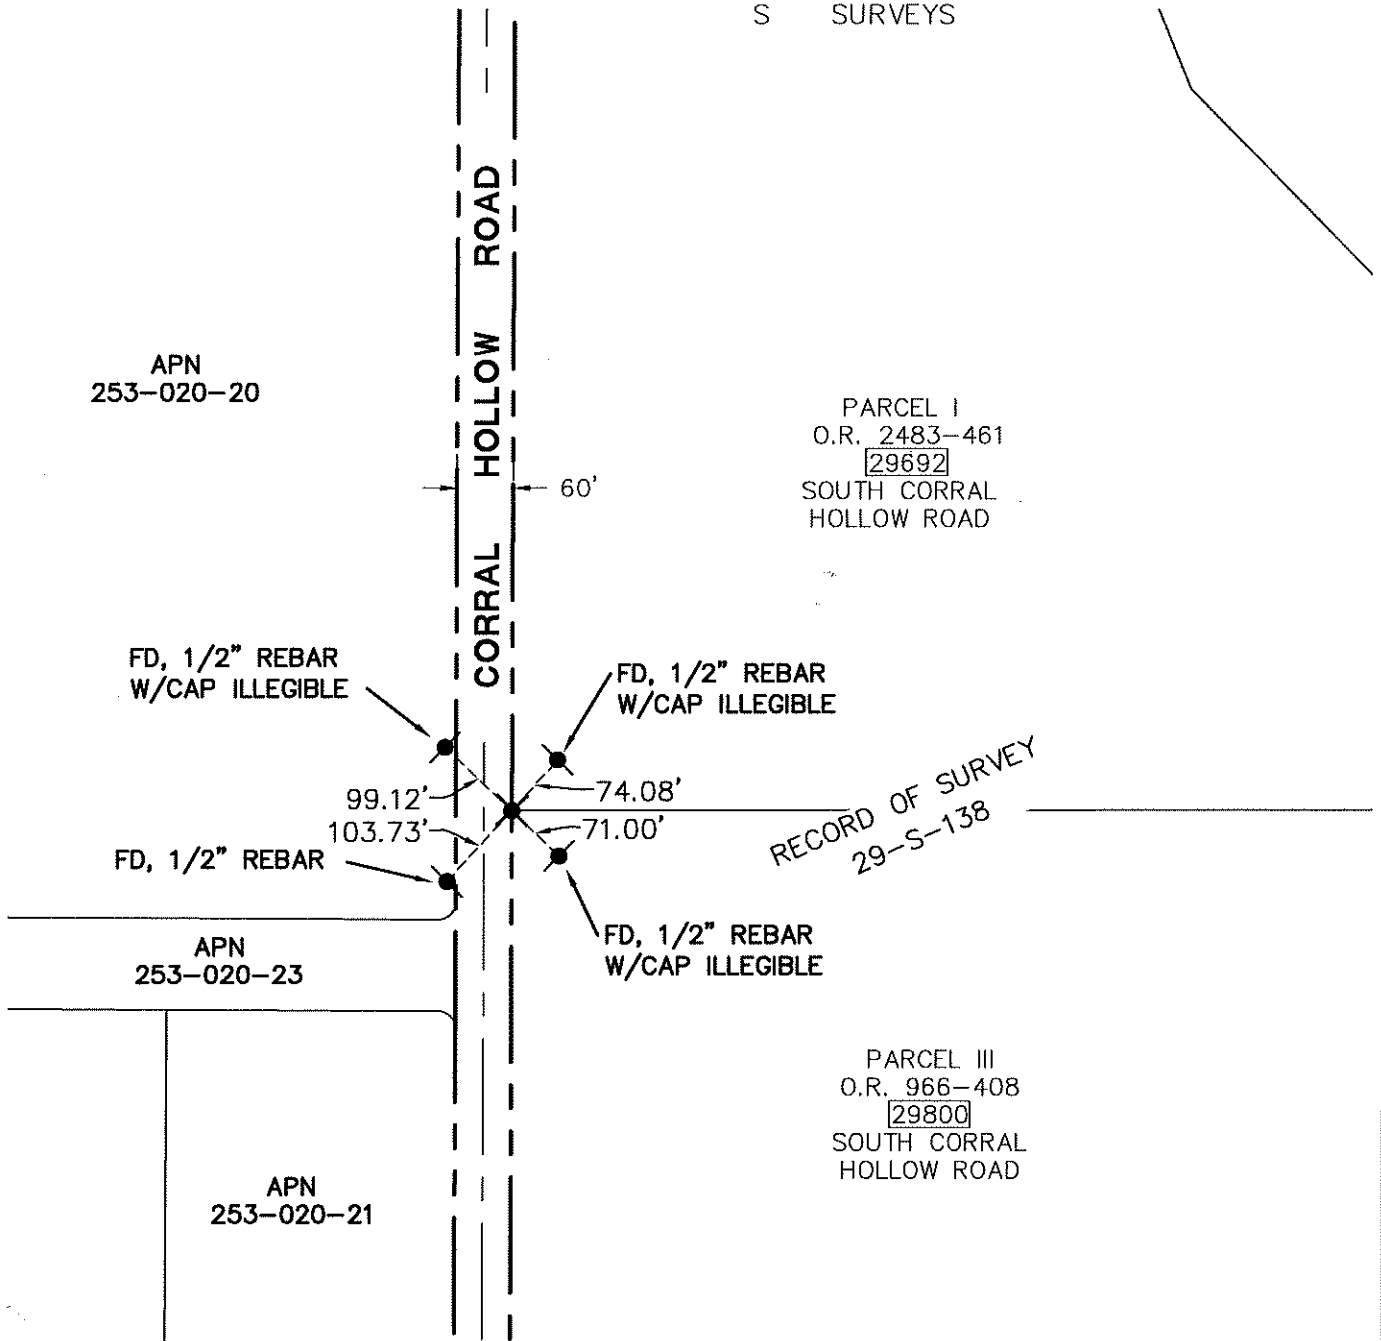 S SURVEYS
CORRAL HOLLOW ROAD
APN
253-020-20
PARCEL I
O.R. 2483-461
29692
SOUTH CORRAL
HOLLOW ROAD
60'
FD, 1/2" REBAR
W/CAP ILLEGIBLE
FD, 1/2" REBAR
W/CAP ILLEGIBLE
99.12'
74.08'
103.73'
71.00'
RECORD OF SURVEY
29-S-138
FD, 1/2" REBAR
FD, 1/2" REBAR
W/CAP ILLEGIBLE
APN
253-020-23
PARCEL III
O.R. 966-408
29800
SOUTH CORRAL
HOLLOW ROAD
APN
253-020-21